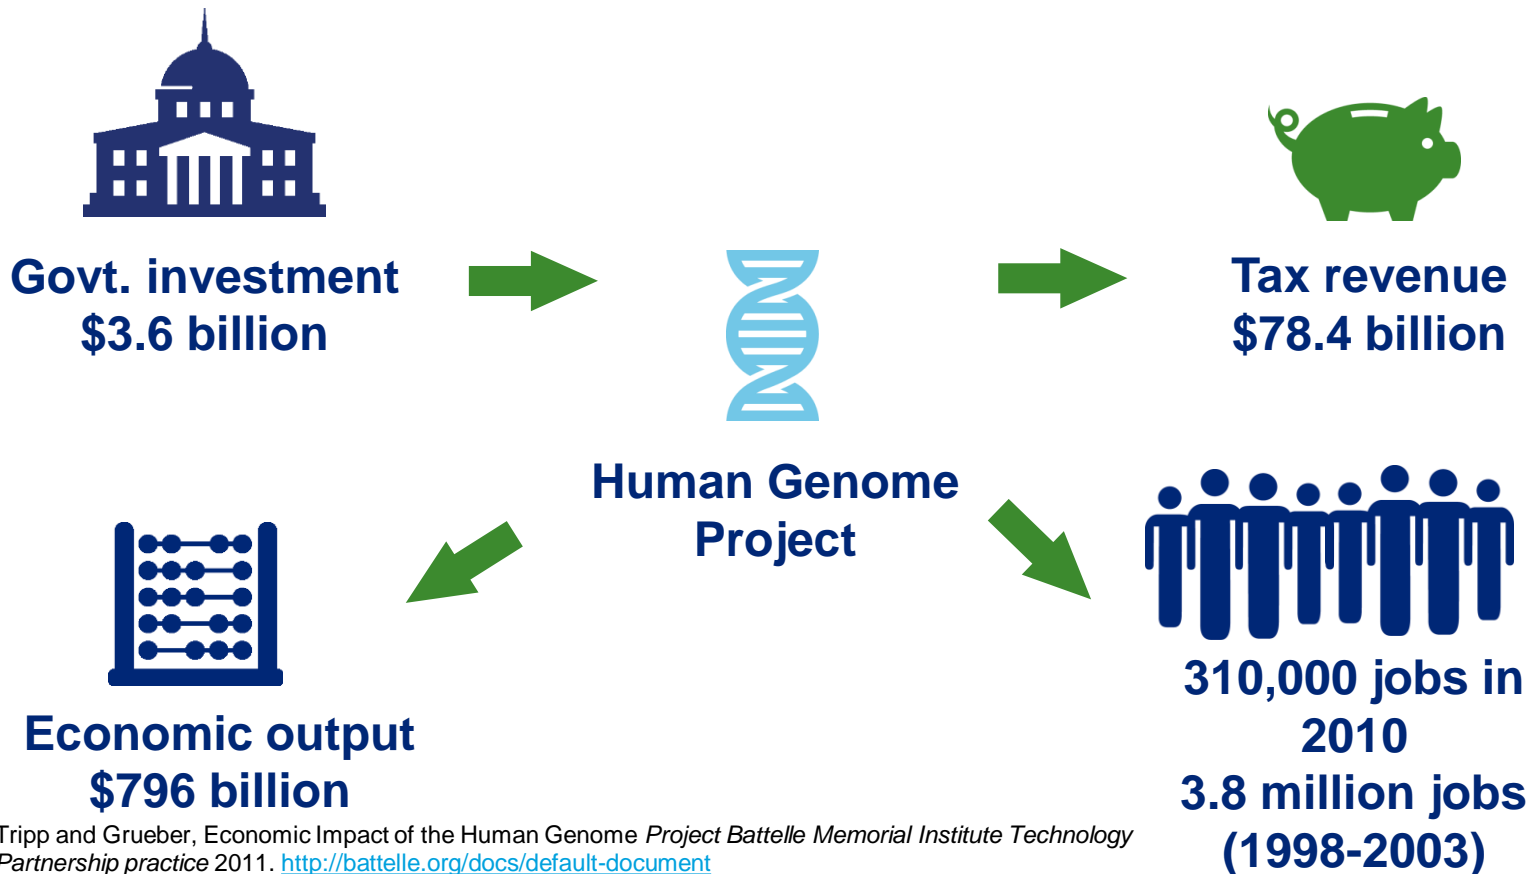 Govt. investment
$3.6 billion
Tax revenue
$78.4 billion
Human Genome
Project
Economic output
$796 billion
310,000 jobs in
2010
3.8 million jobs
(1998-2003)
Tripp and Grueber, Economic Impact of the Human Genome Project Battelle Memorial Institute Technology
Partnership practice 2011. http://battelle.org/docs/default-document